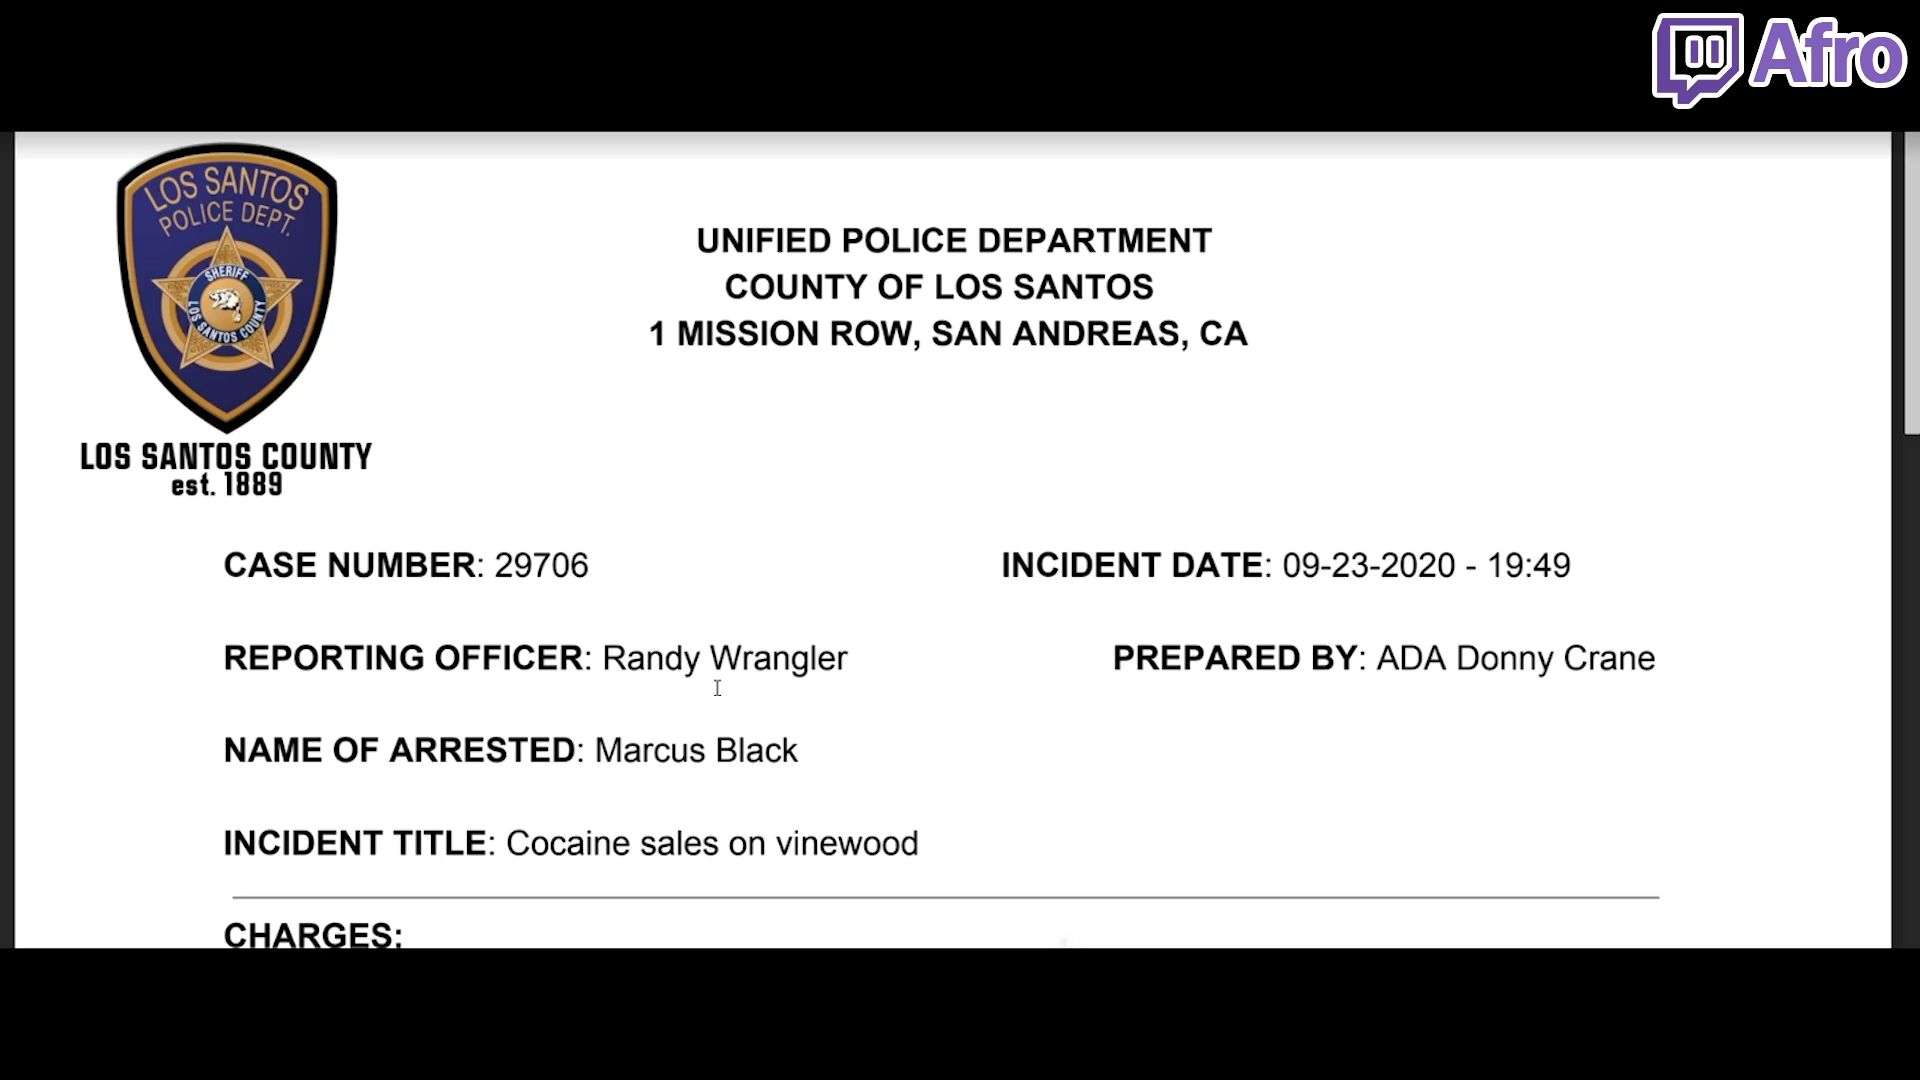 Afro
LOS SANTOS
POLICE DEPT.
SHERIFF
LOS SANTOS COUNTY
LOS SANTOS COUNTY
est. 1889
UNIFIED POLICE DEPARTMENT
COUNTY OF LOS SANTOS
1 MISSION ROW, SAN ANDREAS, CA
CASE NUMBER: 29706
INCIDENT DATE: 09-23-2020 - 19:49
REPORTING OFFICER: Randy Wrangler
PREPARED BY: ADA Donny Crane
NAME OF ARRESTED: Marcus Black
INCIDENT TITLE: Cocaine sales on vinewood
CHARGES: